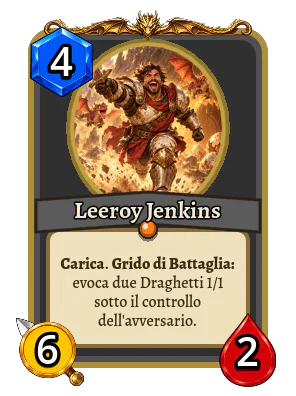 4
Leeroy Jenkins
Carica. Grido di Battaglia:
evoca due Draghetti 1/1
sotto il controllo
dell'avversario.
6
2